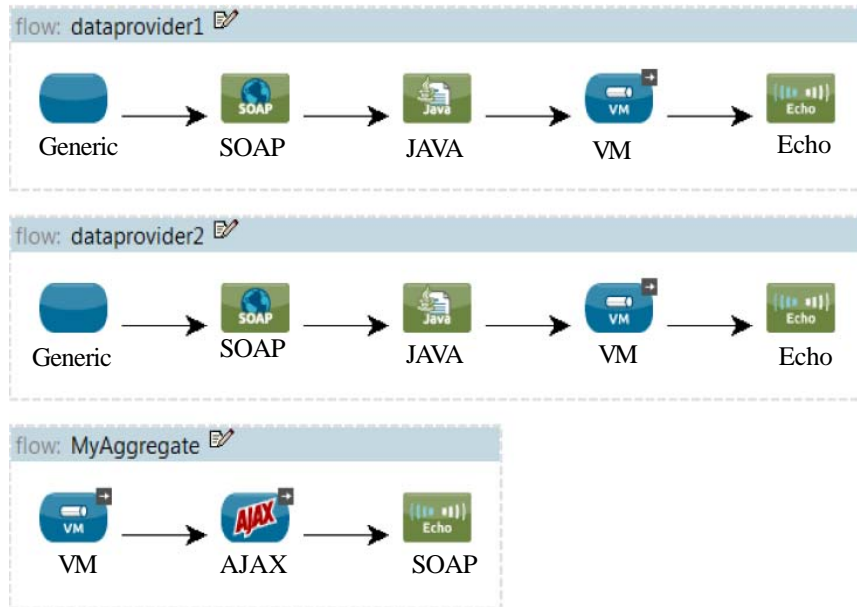 flow: dataprovider1
SOAP Java VM Echo
Generic SOAP JAVA VM Echo
flow: dataprovider2
SOAP Java VM Echo
Generic SOAP JAVA VM Echo
flow: MyAggregate
VM AJAX Echo
VM AJAX SOAP